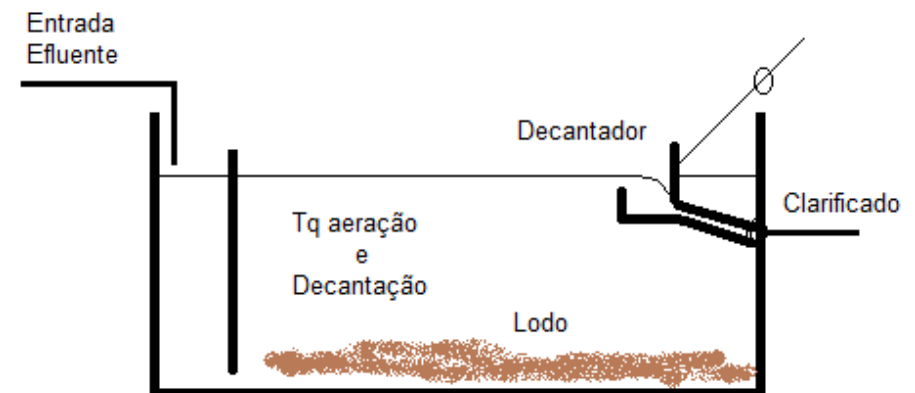 Entrada
Efluente
Decantador
Clarificado
Tq aeração
e
Decantação
Lodo